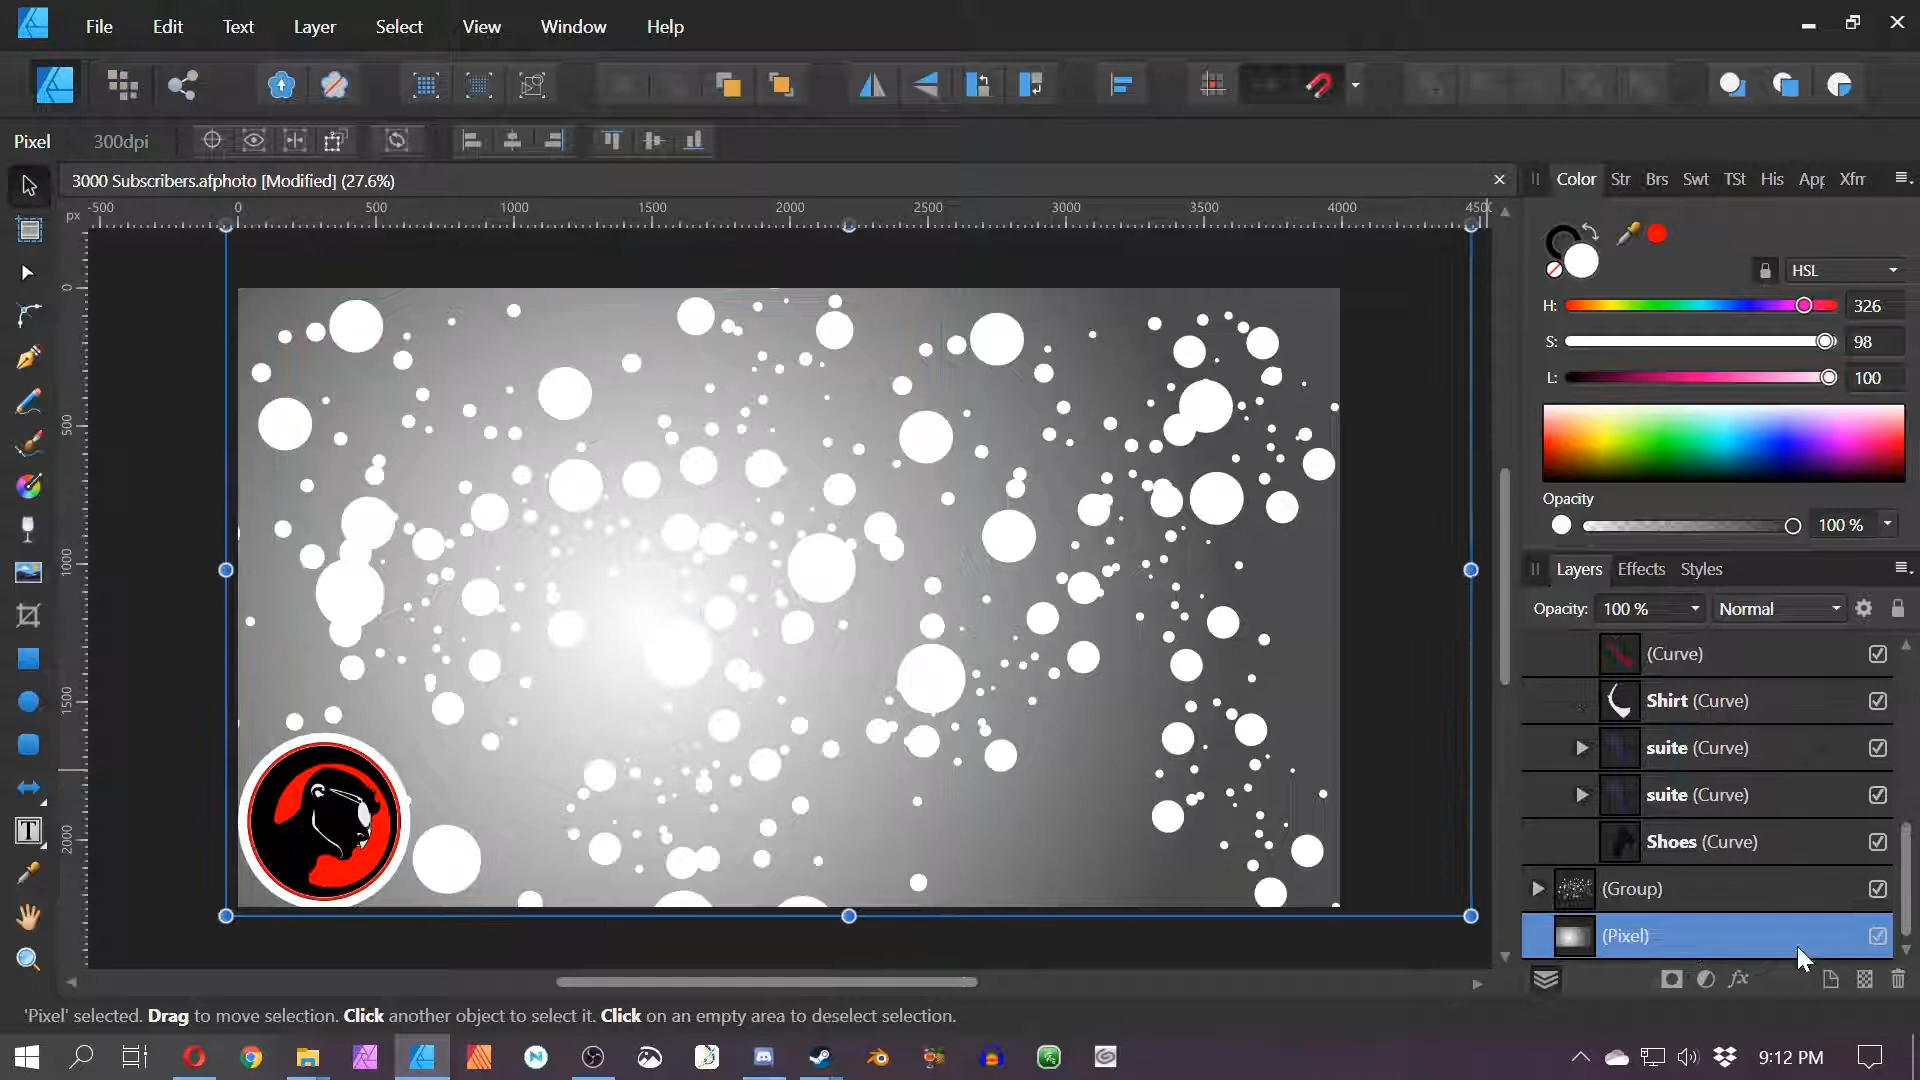 File Edit Text Layer Select View Window Help
Pixel 300dpi
3000 Subscribers.afphoto [Modified] (27.6%)
Color Str Brs Swt TSt His App Xfm
px -500 0 500 1000 1500 2000 2500 3000 3500 4000 450
0
500
1000
1500
2000
HSL
H: 326
S: 98
L: 100
Opacity
100 %
Layers Effects Styles
Opacity: 100 % Normal
(Curve)
Shirt (Curve)
suite (Curve)
suite (Curve)
Shoes (Curve)
(Group)
(Pixel)
'Pixel' selected. Drag to move selection. Click another object to select it. Click on an empty area to deselect selection.
9:12 PM